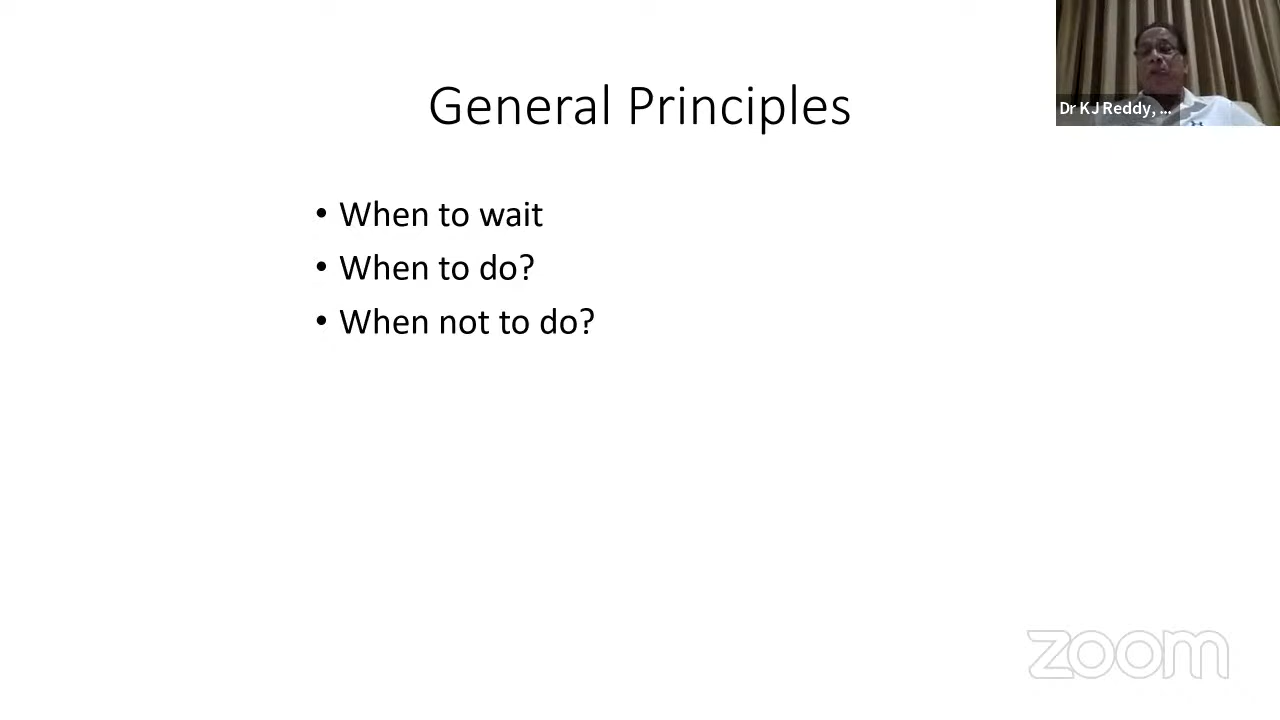 General Principles
Dr K J Reddy, ...
• When to wait
• When to do?
• When not to do?
zoom